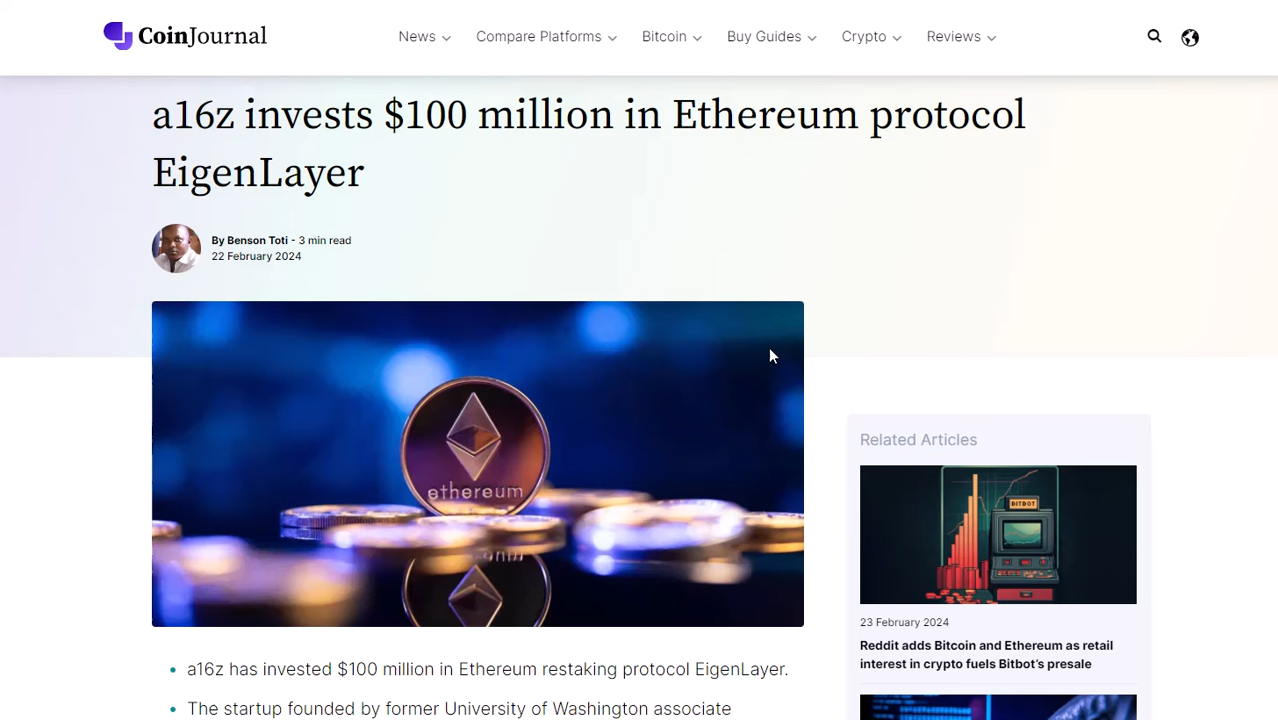 CoinJournal
News
Compare Platforms
Bitcoin
Buy Guides
Crypto
Reviews
a16z invests $100 million in Ethereum protocol
EigenLayer
By Benson Toti - 3 min read
22 February 2024
ethereum
a16z has invested $100 million in Ethereum restaking protocol EigenLayer.
The startup founded by former University of Washington associate
Related Articles
BITBOT
23 February 2024
Reddit adds Bitcoin and Ethereum as retail
interest in crypto fuels Bitbot's presale